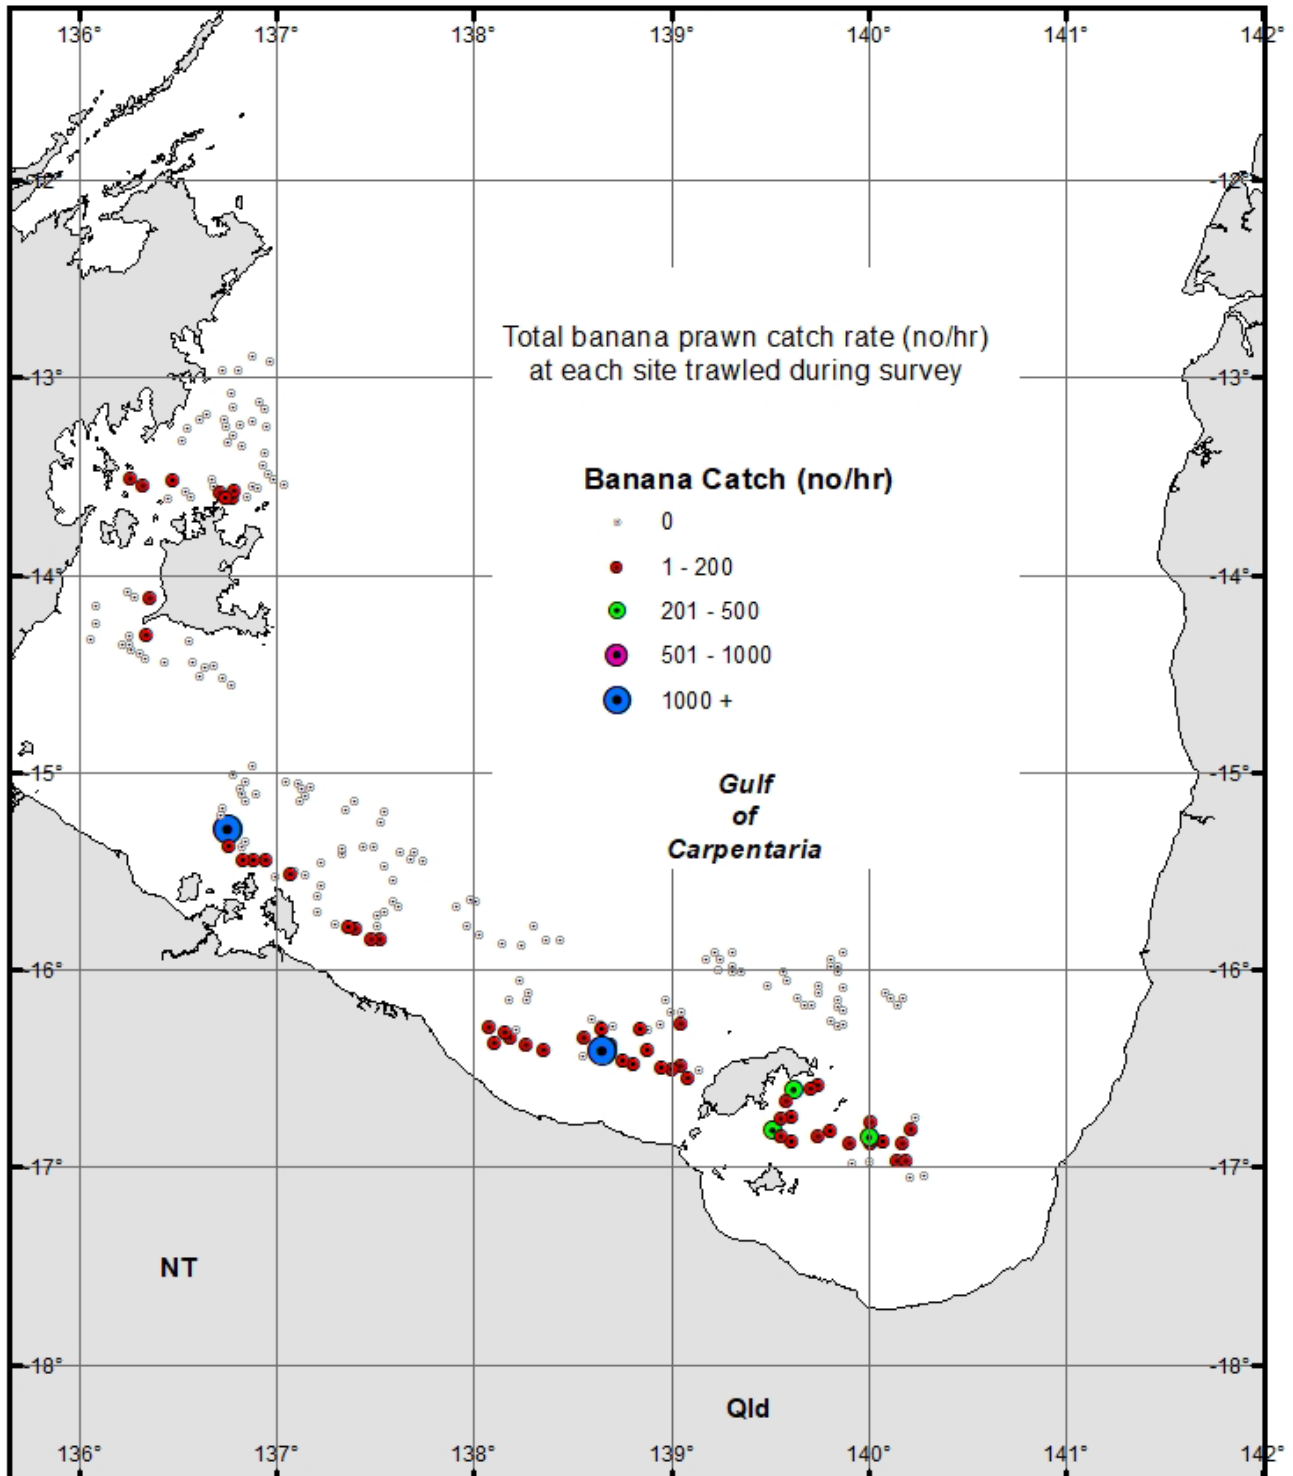 136° 137° 138° 139° 140° 141° 142°
-12° -12°
Total banana prawn catch rate (no/hr)
at each site trawled during survey
-13° -13°
Banana Catch (no/hr)
0
1 - 200
-14° -14°
201 - 500
501 - 1000
1000 +
-15° -15°
Gulf
of
Carpentaria
-16° -16°
-17° -17°
NT
-18° -18°
Qld
136° 137° 138° 139° 140° 141° 142°